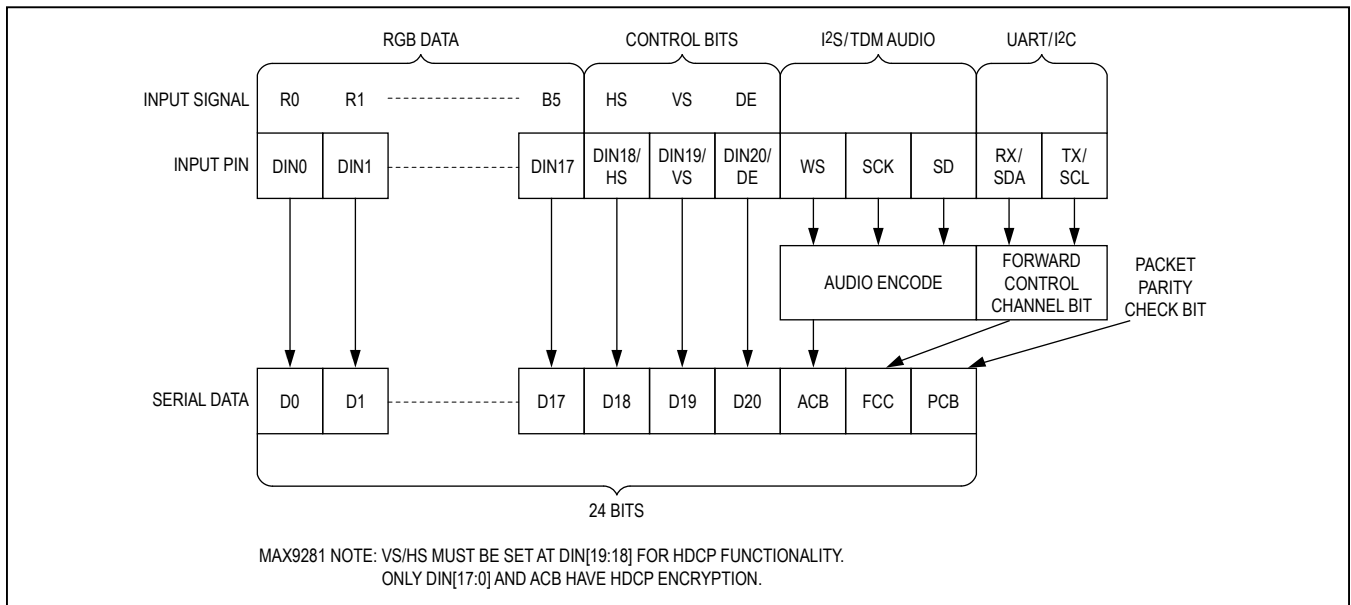 RGB DATA CONTROL BITS I²S/TDM AUDIO UART/I²C
INPUT SIGNAL R0 R1 B5 HS VS DE
INPUT PIN DIN0 DIN1 DIN17 DIN18/ HS DIN19/ VS DIN20/ DE WS SCK SD RX/ SDA TX/ SCL
AUDIO ENCODE
FORWARD
CONTROL
CHANNEL BIT
PACKET
PARITY
CHECK BIT
SERIAL DATA D0 D1 D17 D18 D19 D20 ACB FCC PCB
24 BITS
MAX9281 NOTE: VS/HS MUST BE SET AT DIN[19:18] FOR HDCP FUNCTIONALITY.
ONLY DIN[17:0] AND ACB HAVE HDCP ENCRYPTION.